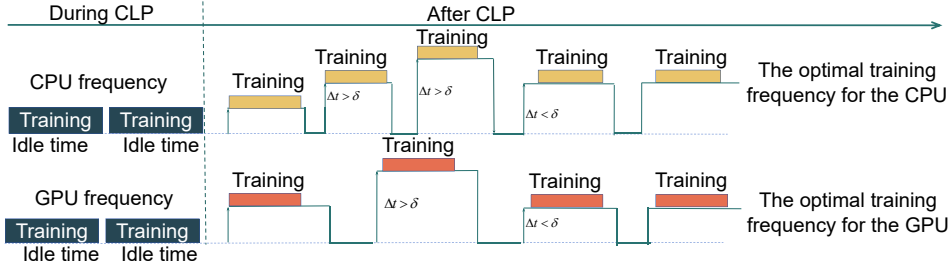 During CLP
After CLP
CPU frequency
Training
Training
Training
Training
Training
The optimal training
frequency for the CPU
Δt > δ
Δt > δ
Δt < δ
Training
Training
Idle time
Idle time
GPU frequency
Training
Training
Training
Training
The optimal training
frequency for the GPU
Δt > δ
Δt < δ
Training
Training
Idle time
Idle time